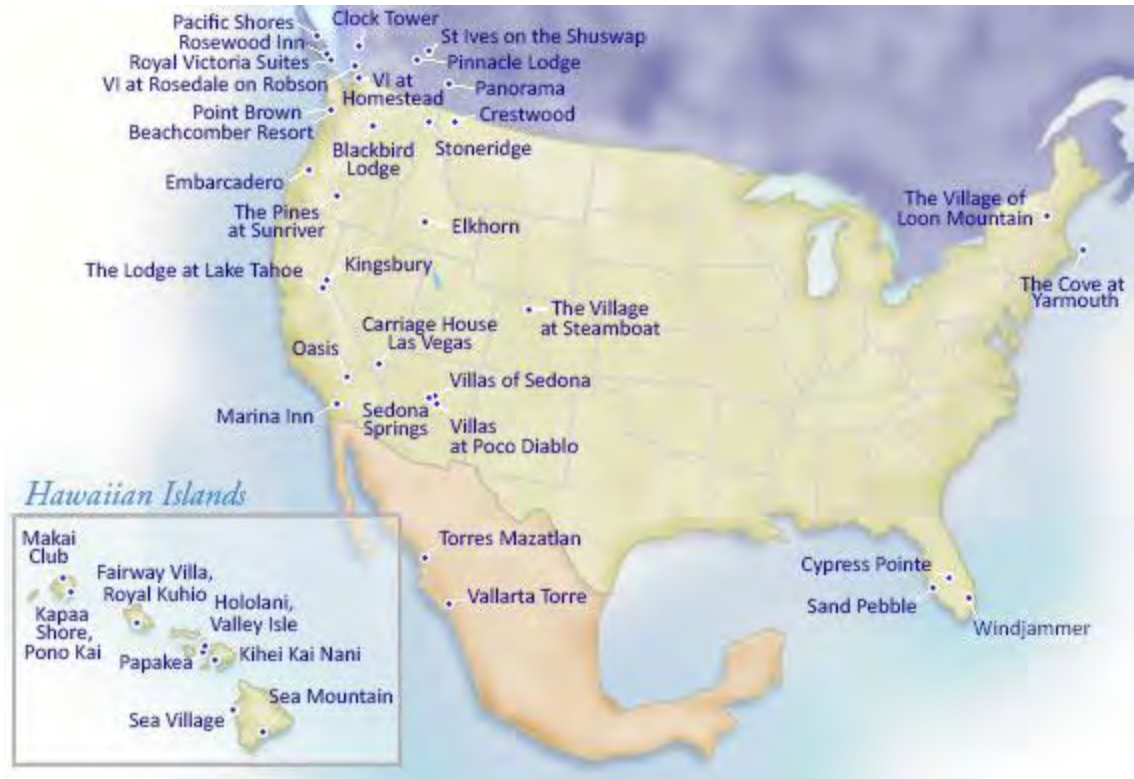 Pacific Shores
Rosewood Inn
Royal Victoria Suites
VI at Rosedale on Robson
Clock Tower
VI at
Homestead
St Ives on the Shuswap
Pinnacle Lodge
Panorama
Crestwood
Point Brown
Beachcomber Resort
Blackbird
Lodge
Stoneridge
Embarcadero
The Pines
at Sunriver
Elkhorn
The Village of
Loon Mountain
The Cove at
Yarmouth
The Lodge at Lake Tahoe
Kingsbury
The Village
at Steamboat
Carriage House
Las Vegas
Oasis
Villas of Sedona
Marina Inn
Sedona
Springs
Villas
at Poco Diablo
Hawaiian Islands
Makai
Club
Fairway Villa,
Royal Kuhio
Kapaa
Shore,
Pono Kai
Hololani,
Valley Isle
Papakea
Kihei Kai Nani
Sea Mountain
Sea Village
Torres Mazatlan
Vallarta Torre
Cypress Pointe
Sand Pebble
Windjammer